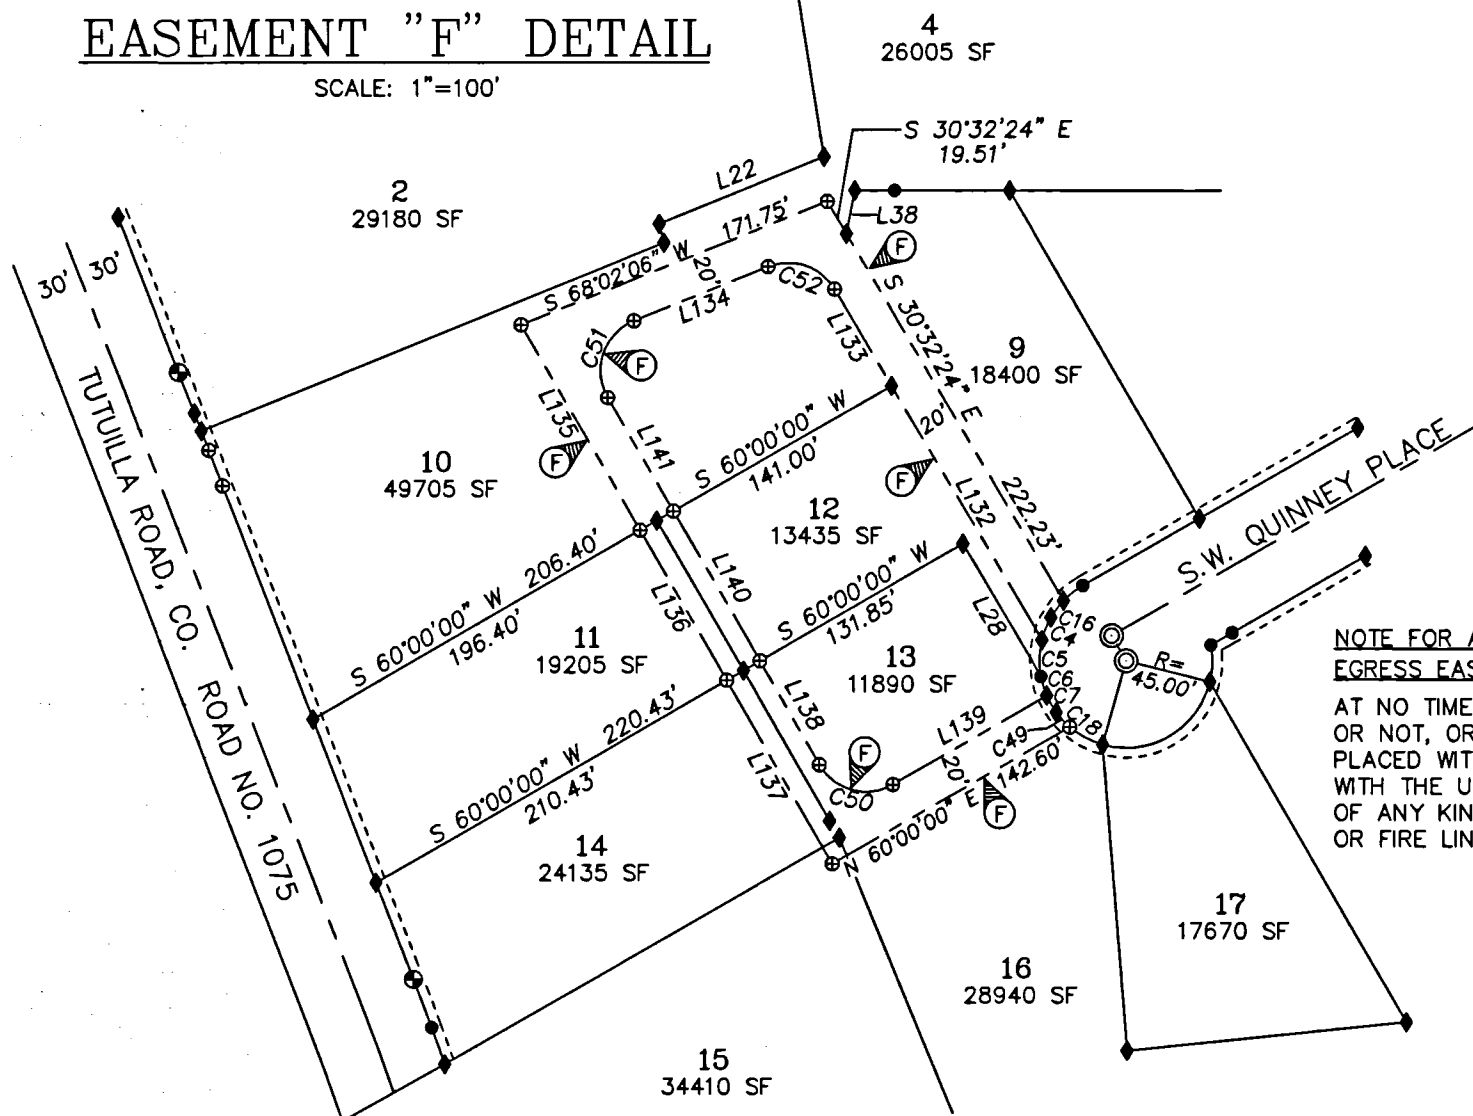 EASEMENT "F" DETAIL
SCALE: 1"=100'
4
26005 SF
S 30°32'24" E
19.51'
L22
2
29180 SF
171.75'
L38
F
30'
30'
S 68°02'06" W
20'
C52
L134
S 30°32'24" E
C51
F
L133
9
18400 SF
TUTUILLA ROAD, CO. ROAD NO. 1075
L135
F
L141
S 60°00'00" W
141.00'
20'
F
10
49705 SF
L132
222.23'
S.W. QUINNEY PLACE
12
13435 SF
S 60°00'00" W 206.40'
196.40'
L136
L140
S 60°00'00" W
131.85'
L28
C16
C4
C5
C6
C7
C18
R=
45.00'
11
19205 SF
13
11890 SF
NOTE FOR A
EGRESS EAS
AT NO TIME
OR NOT, OR
PLACED WIT
WITH THE U
OF ANY KIN
OR FIRE LIN
S 60°00'00" W 220.43'
210.43'
L137
L138
L139
C49
20'
F
C50
N 60°00'00" E 142.60'
F
14
24135 SF
17
17670 SF
16
28940 SF
15
34410 SF